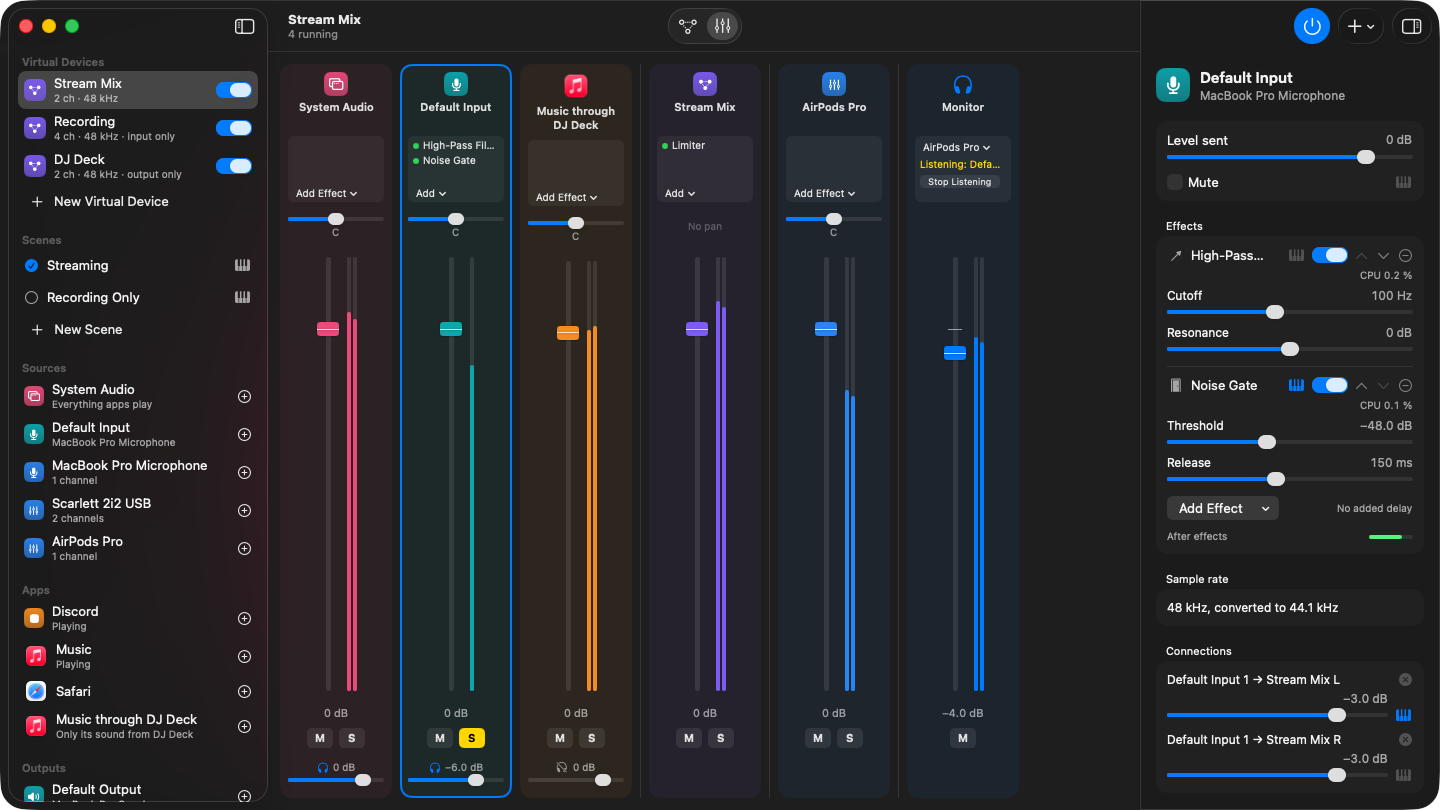 Stream Mix
4 running
Virtual Devices
Stream Mix
2 ch · 48 kHz
Recording
4 ch · 48 kHz · input only
DJ Deck
2 ch · 48 kHz · output only
New Virtual Device
Scenes
Streaming
Recording Only
New Scene
Sources
System Audio
Everything apps play
Default Input
MacBook Pro Microphone
MacBook Pro Microphone
1 channel
Scarlett 2i2 USB
2 channels
AirPods Pro
1 channel
Apps
Discord
Playing
Music
Playing
Safari
Music through DJ Deck
Only its sound from DJ Deck
Outputs
Default Output
System Audio
Add Effect
C
0 dB
M S
0 dB
Default Input
High-Pass Fil...
Noise Gate
Add
C
0 dB
M S
−6.0 dB
Music through
DJ Deck
Add Effect
C
0 dB
M S
0 dB
Stream Mix
Limiter
Add
No pan
0 dB
M S
AirPods Pro
Add Effect
C
0 dB
M S
Monitor
AirPods Pro
Listening: Defa...
Stop Listening
−4.0 dB
M
Default Input
MacBook Pro Microphone
Level sent 0 dB
Mute
Effects
High-Pass...
CPU 0.2 %
Cutoff 100 Hz
Resonance 0 dB
Noise Gate
CPU 0.1 %
Threshold −48.0 dB
Release 150 ms
Add Effect No added delay
After effects
Sample rate
48 kHz, converted to 44.1 kHz
Connections
Default Input 1 → Stream Mix L
−3.0 dB
Default Input 1 → Stream Mix R
−3.0 dB